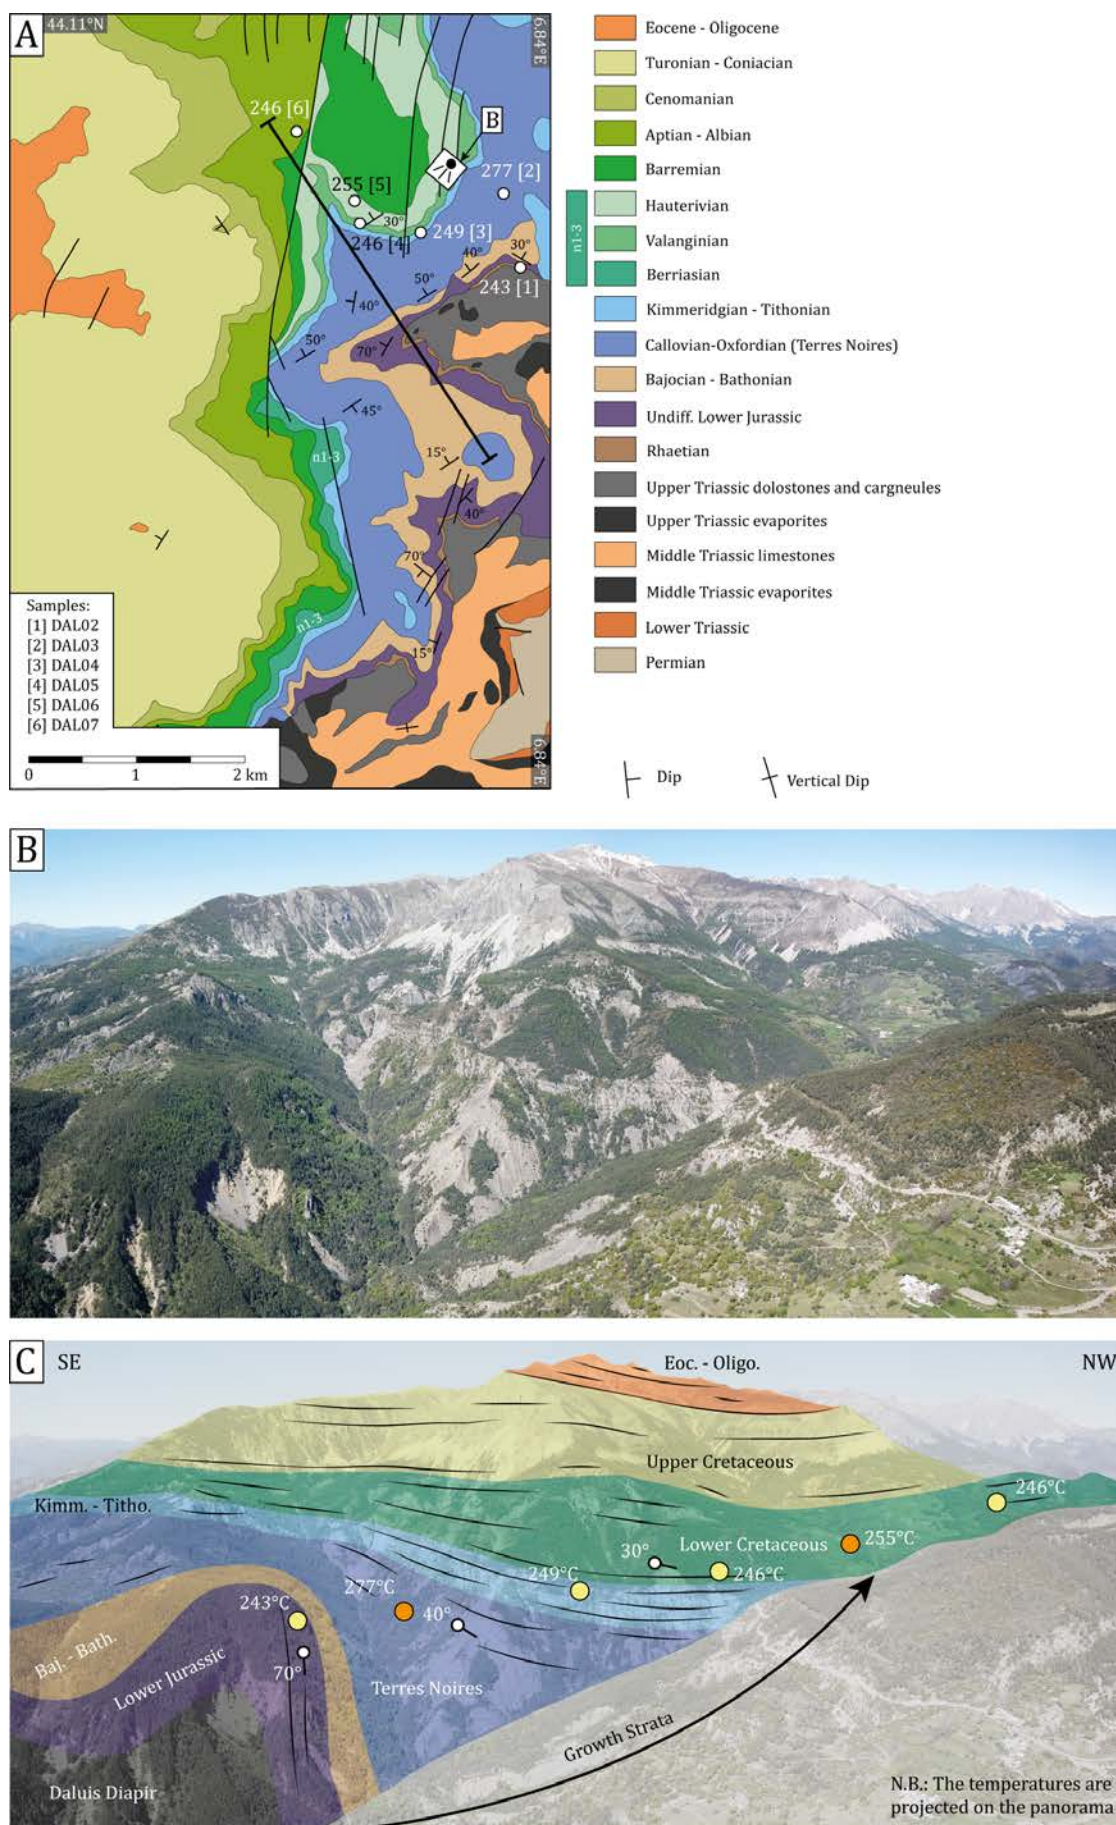 A
44.11°N
6.84°E
246 [6]
B
277 [2]
255 [5]
30°
246 [4]
249 [3]
40°
30°
243 [1]
50°
40°
70°
50°
45°
15°
n1-3
40°
70°
n1-3
15°
Samples:
[1] DAL02
[2] DAL03
[3] DAL04
[4] DAL05
[5] DAL06
[6] DAL07
0 1 2 km
6.84°E
Eocene - Oligocene
Turonian - Coniacian
Cenomanian
Aptian - Albian
Barremian
n1-3
Hauterivian
Valanginian
Berriasian
Kimmeridgian - Tithonian
Callovian-Oxfordian (Terres Noires)
Bajocian - Bathonian
Undiff. Lower Jurassic
Rhaetian
Upper Triassic dolostones and cargneules
Upper Triassic evaporites
Middle Triassic limestones
Middle Triassic evaporites
Lower Triassic
Permian
Dip
Vertical Dip
B
C
SE
Eoc. - Oligo.
NW
Upper Cretaceous
246°C
Kimm. - Titho.
Lower Cretaceous
255°C
30°
246°C
249°C
277°C
243°C
40°
Baj. - Bath.
Lower Jurassic
70°
Terres Noires
Growth Strata
Daluis Diapir
N.B.: The temperatures are
projected on the panorama